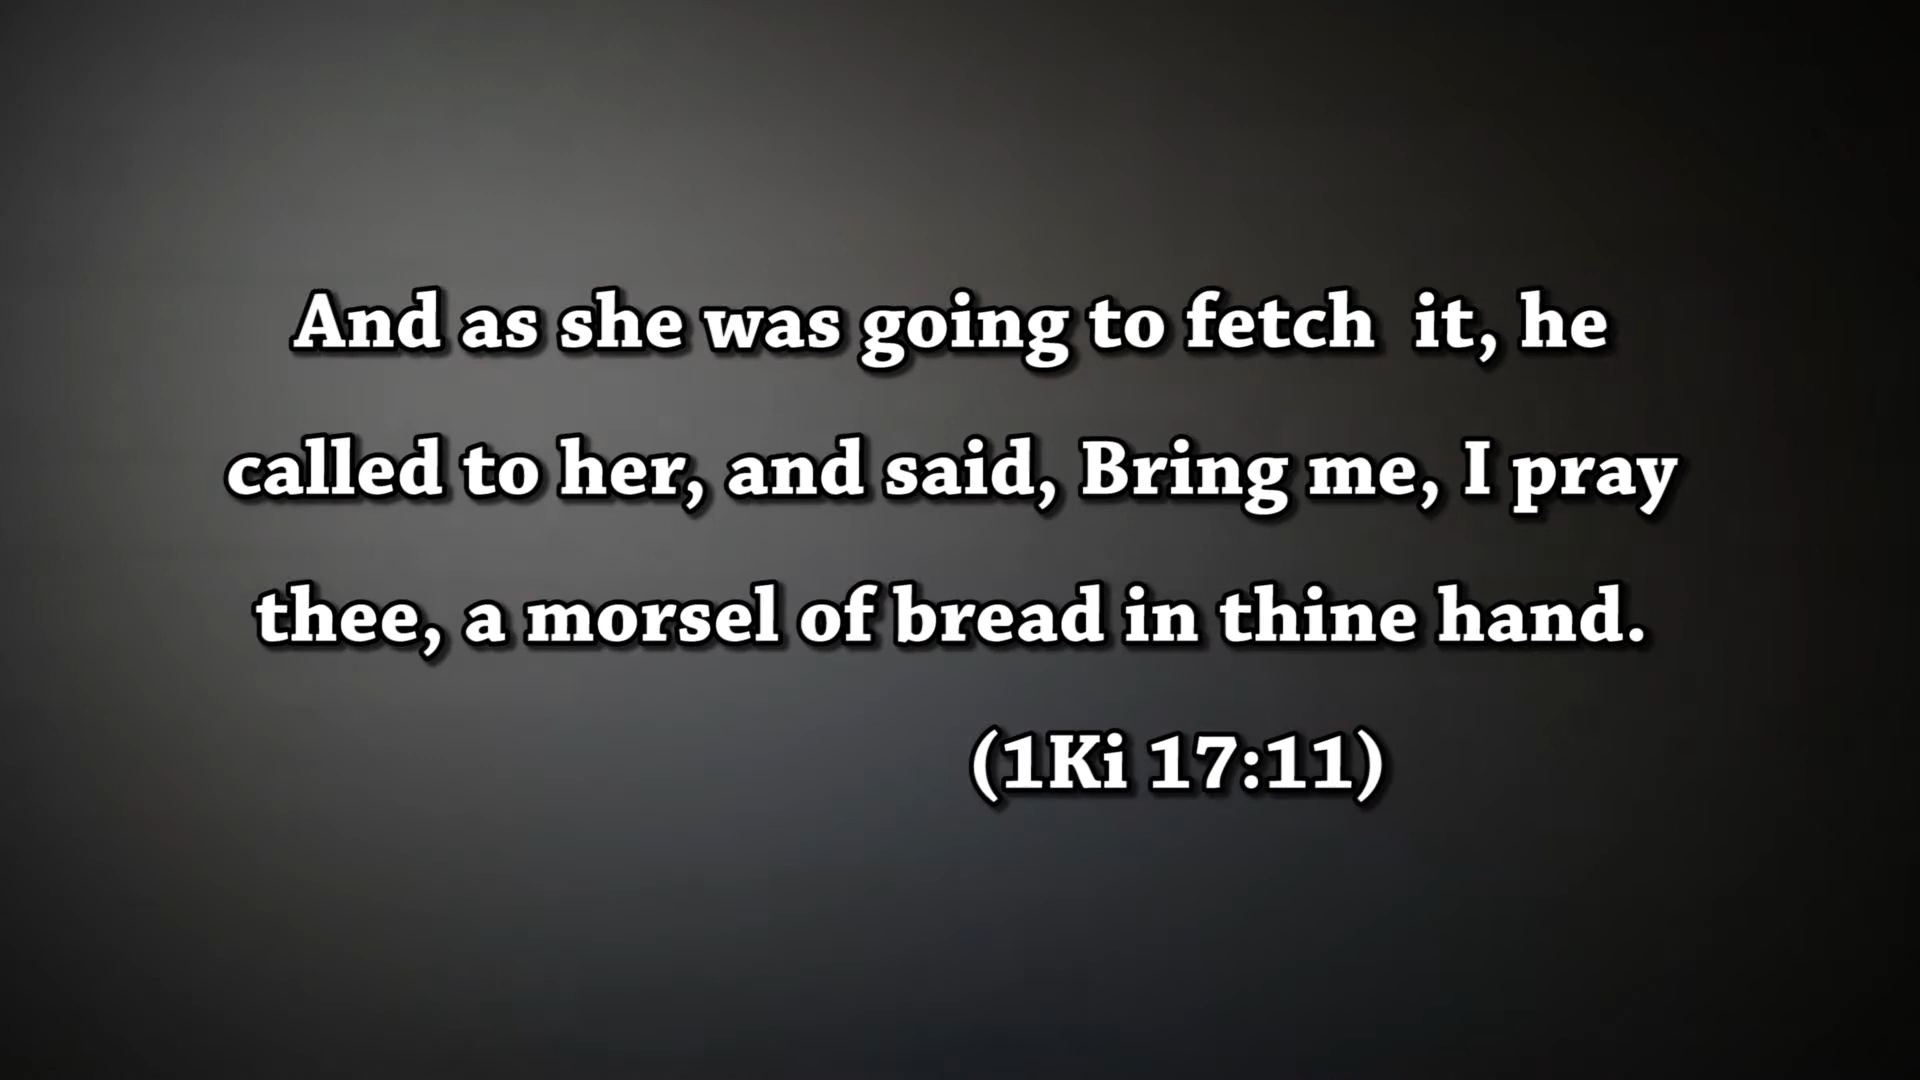 And as she was going to fetch  it, he
called to her, and said, Bring me, I pray
thee, a morsel of bread in thine hand.
(1Ki 17:11)